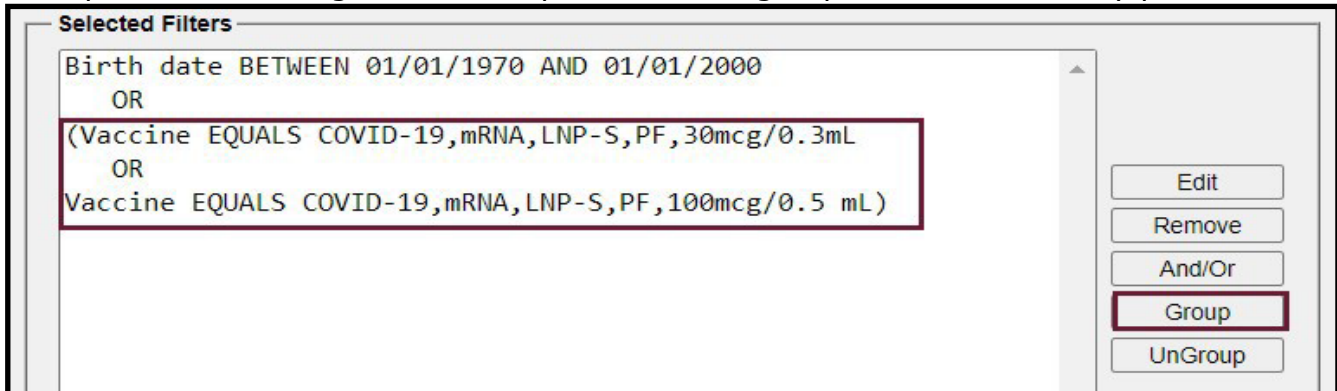 Selected Filters
Birth date BETWEEN 01/01/1970 AND 01/01/2000
OR
(Vaccine EQUALS COVID-19,mRNA,LNP-S,PF,30mcg/0.3mL
OR
Vaccine EQUALS COVID-19,mRNA,LNP-S,PF,100mcg/0.5 mL)
Edit
Remove
And/Or
Group
UnGroup